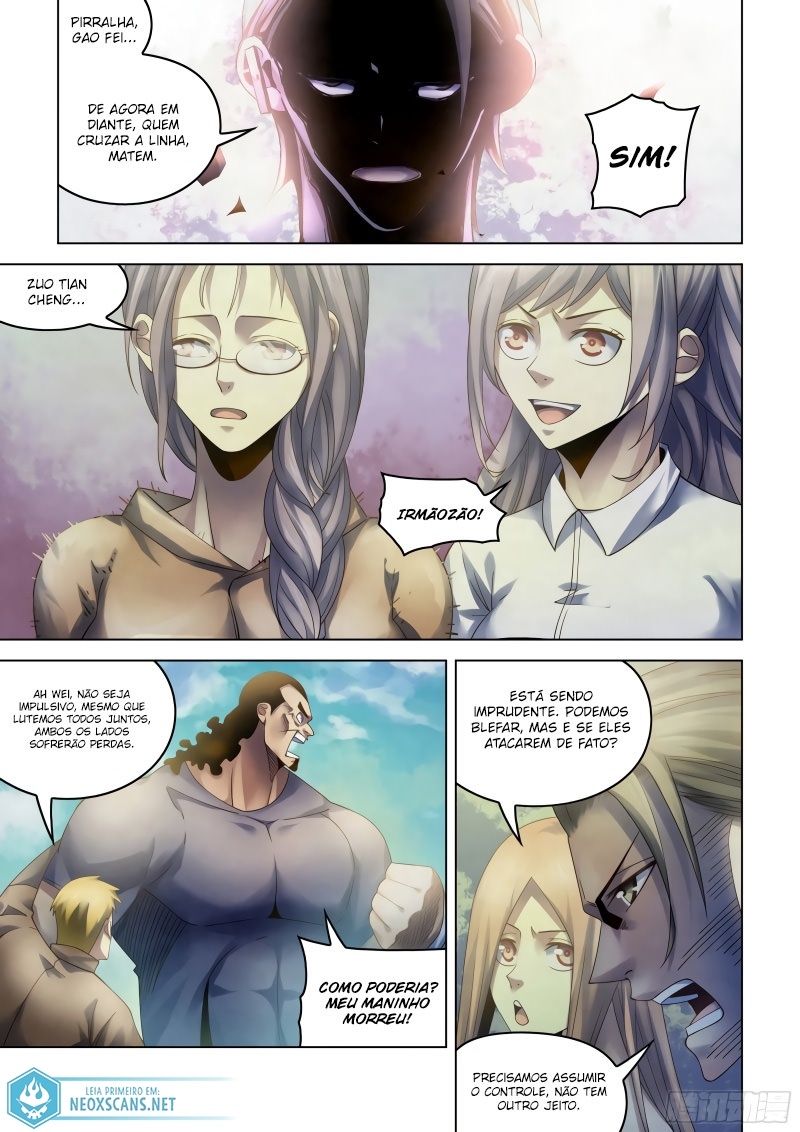 PIRRALHA,
GAO FEI...
DE AGORA EM
DIANTE, QUEM
CRUZAR A LINHA,
MATEM.
SIM!
ZUO TIAN
CHENG...
IRMÃOZÃO!
AH WEI, NÃO SEJA
IMPULSIVO, MESMO QUE
LUTEMOS TODOS JUNTOS,
AMBOS OS LADOS
SOFRERÃO PERDAS.
COMO PODERIA?
MEU MANINHO
MORREU!
ESTÁ SENDO
IMPRUDENTE. PODEMOS
BLEFAR, MAS E SE ELES
ATACAREM DE FATO?
PRECISAMOS ASSUMIR
O CONTROLE, NÃO TEM
OUTRO JEITO.
LEIA PRIMEIRO EM:
NEOXSCANS.NET